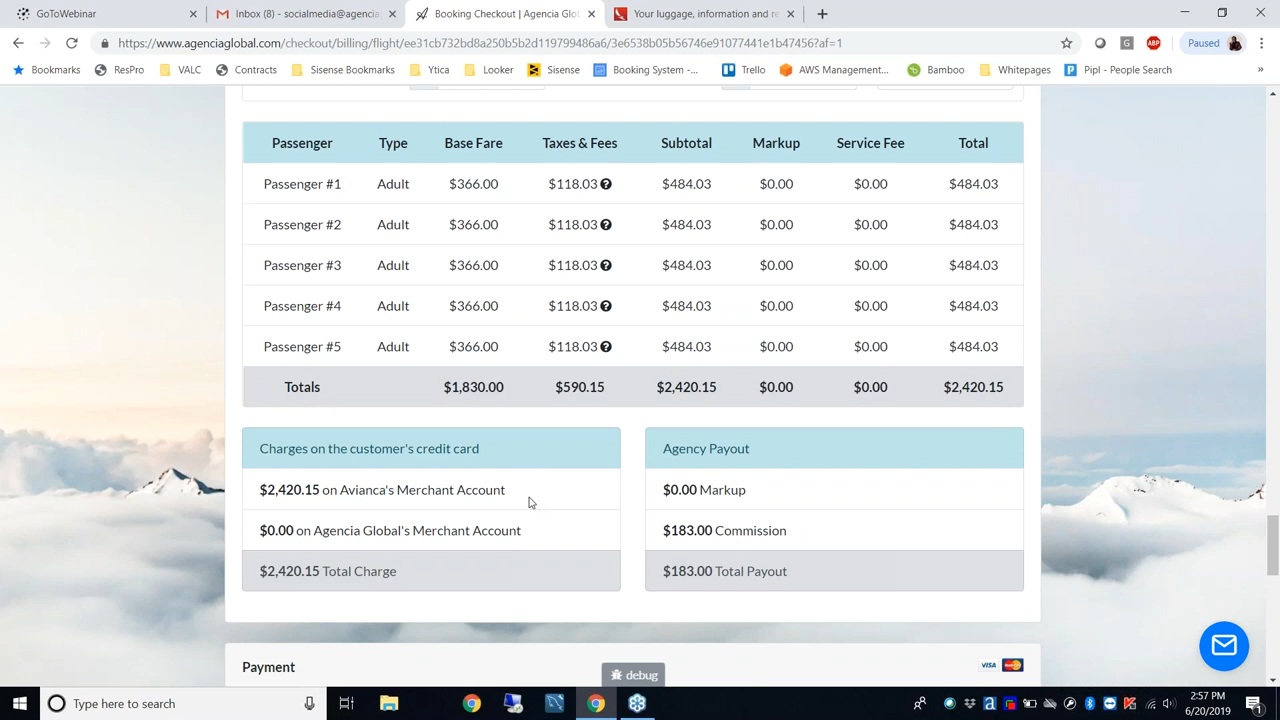 GoToWebinar
Inbox (8) - socialmedia@agencia
Booking Checkout | Agencia Glo
Your luggage, information and re
https://www.agenciaglobal.com/checkout/billing/flight/ee31cb732bd8a250b5b2d119799486a6/3e6538b05b56746e91077441e1b47456?af=1
ABP
Paused
Bookmarks
ResPro
VALC
Contracts
Sisense Bookmarks
Ytica
Looker
Sisense
Booking System -...
Trello
AWS Management...
Bamboo
Whitepages
Pipl - People Search
»
Passenger Type Base Fare Taxes & Fees Subtotal Markup Service Fee Total
Passenger #1 Adult $366.00 $118.03 ? $484.03 $0.00 $0.00 $484.03
Passenger #2 Adult $366.00 $118.03 ? $484.03 $0.00 $0.00 $484.03
Passenger #3 Adult $366.00 $118.03 ? $484.03 $0.00 $0.00 $484.03
Passenger #4 Adult $366.00 $118.03 ? $484.03 $0.00 $0.00 $484.03
Passenger #5 Adult $366.00 $118.03 ? $484.03 $0.00 $0.00 $484.03
Totals $1,830.00 $590.15 $2,420.15 $0.00 $0.00 $2,420.15
Charges on the customer's credit card
$2,420.15 on Avianca's Merchant Account
$0.00 on Agencia Global's Merchant Account
$2,420.15 Total Charge
Agency Payout
$0.00 Markup
$183.00 Commission
$183.00 Total Payout
Payment
VISA
debug
Type here to search
2:57 PM
6/20/2019